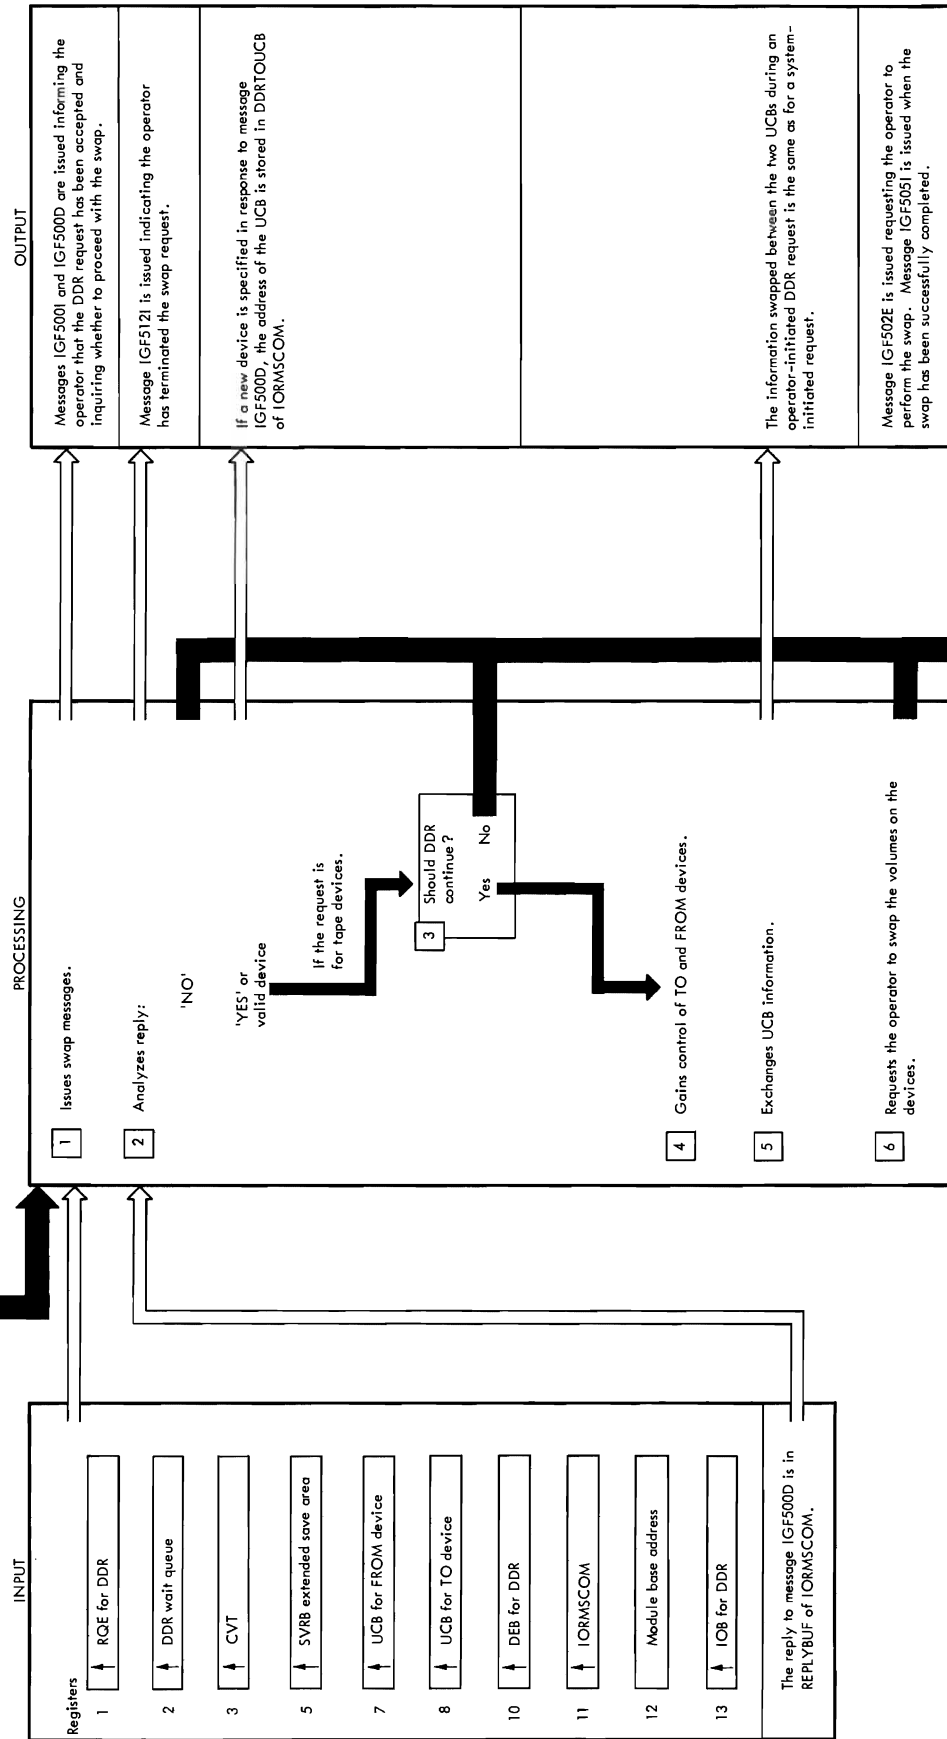 INPUT
Registers
1 RQE for DDR
2 DDR wait queue
3 CVT
5 SVRB extended save area
7 UCB for FROM device
8 UCB for TO device
10 DEB for DDR
11 IORMSCOM
12 Module base address
13 IOB for DDR
The reply to message IGF500D is in
REPLYBUF of IORMSCOM.
PROCESSING
1 Issues swap messages.
2 Analyzes reply:
'NO'
'YES' or
valid device
If the request is
for tape devices.
3 Should DDR
continue?
Yes No
4 Gains control of TO and FROM devices.
5 Exchanges UCB information.
6 Requests the operator to swap the volumes on the
devices.
OUTPUT
Messages IGF500I and IGF500D are issued informing the
operator that the DDR request has been accepted and
inquiring whether to proceed with the swap.
Message IGF512I is issued indicating the operator
has terminated the swap request.
If a new device is specified in response to message
IGF500D, the address of the UCB is stored in DDRTOUCB
of IORMSCOM.
The information swapped between the two UCBs during an
operator-initiated DDR request is the same as for a system-
initiated request.
Message IGF502E is issued requesting the operator to
perform the swap. Message IGF505I is issued when the
swap has been successfully completed.